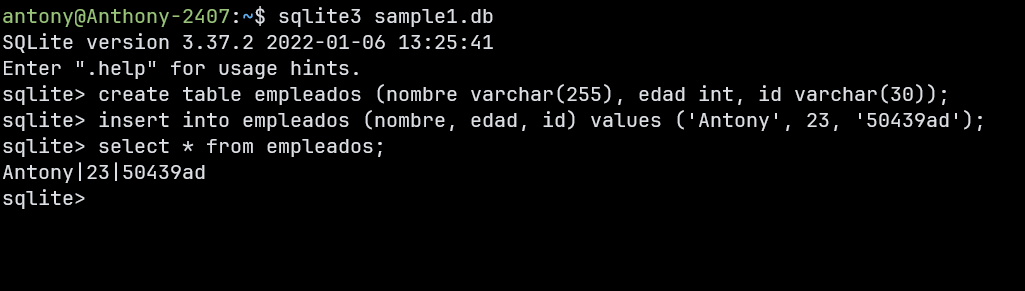 antony@Anthony-2407:~$ sqlite3 sample1.db
SQLite version 3.37.2 2022-01-06 13:25:41
Enter ".help" for usage hints.
sqlite> create table empleados (nombre varchar(255), edad int, id varchar(30));
sqlite> insert into empleados (nombre, edad, id) values ('Antony', 23, '50439ad');
sqlite> select * from empleados;
Antony|23|50439ad
sqlite>